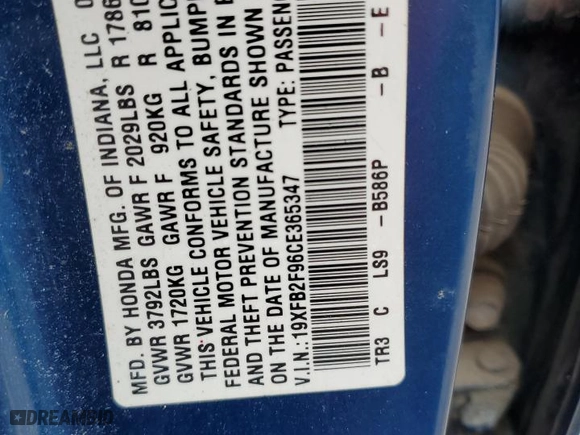 MFD. BY HONDA MFG. OF INDIANA, LLC 0
GVWR 3792LBS GAWR F 2029LBS R 1786
GVWR 1720KG GAWR F 920KG R 810
THIS VEHICLE CONFORMS TO ALL APPLIC
FEDERAL MOTOR VEHICLE SAFETY, BUMP
AND THEFT PREVENTION STANDARDS IN E
ON THE DATE OF MANUFACTURE SHOWN
V.I.N.:19XFB2F96CE365347 TYPE: PASSENG
TR3 C LS9 -B586P -B -E
DREAMBID